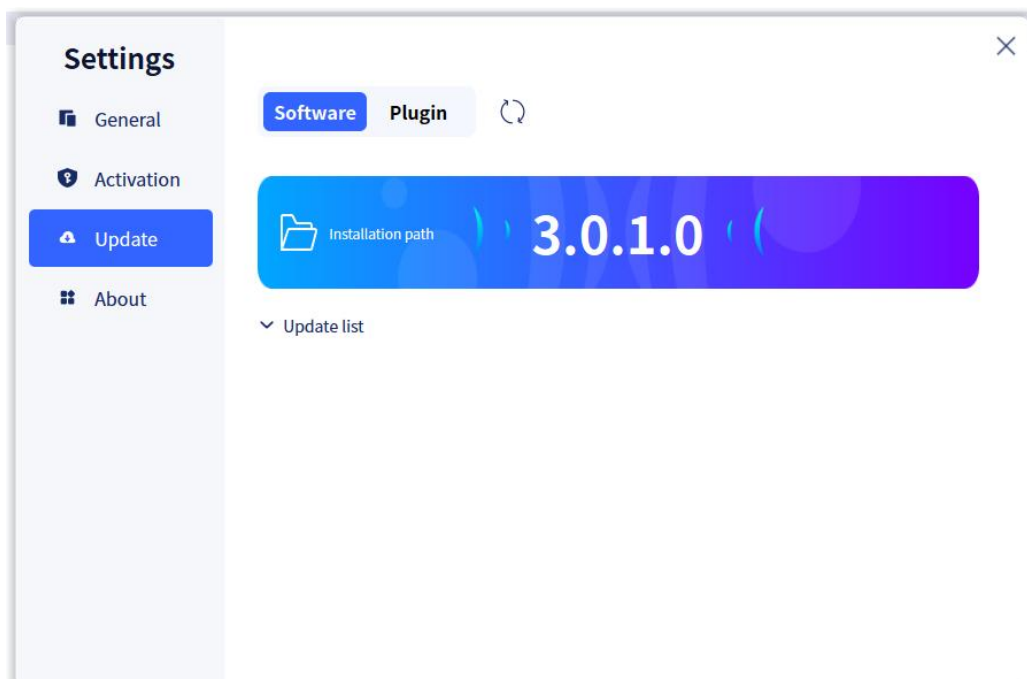 Settings
General
Activation
Update
About
Software Plugin
Installation path 3.0.1.0
Update list